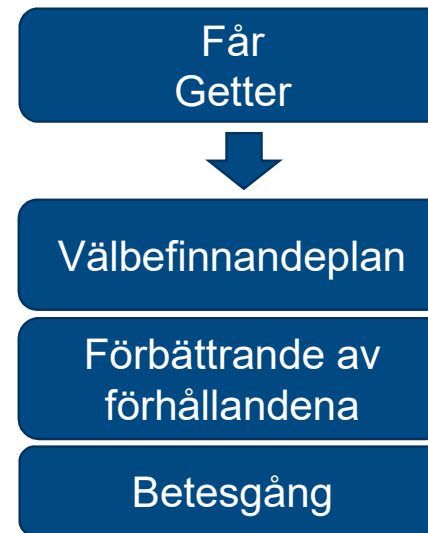 Får
Getter
Välbefinnandeplan
Förbättrande av
förhållandena
Betesgång